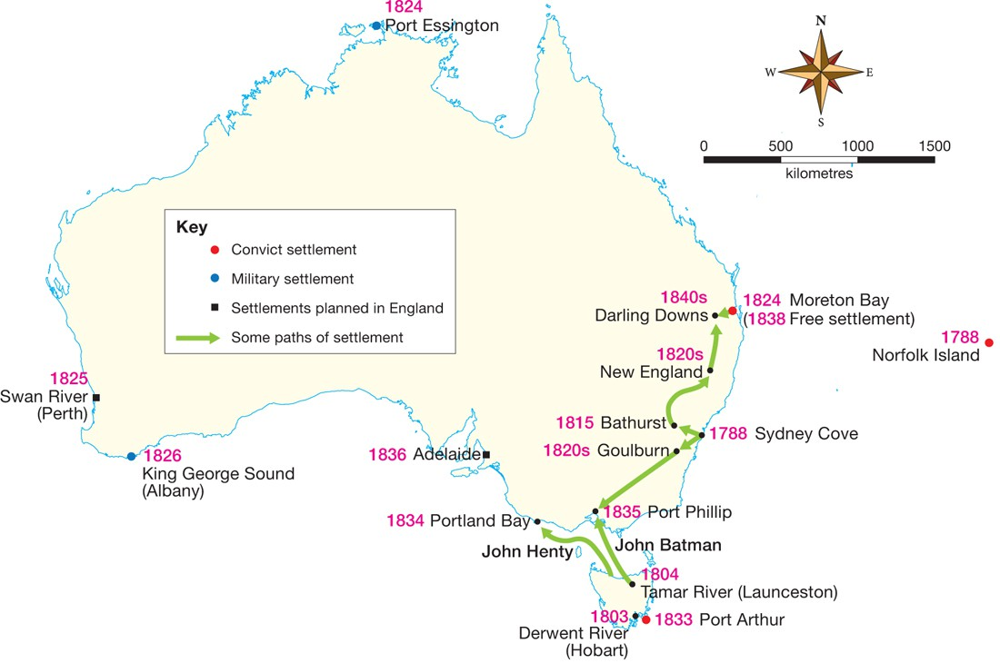 1824
Port Essington
N
W
E
S
0 500 1000 1500
kilometres
Key
Convict settlement
Military settlement
Settlements planned in England
Some paths of settlement
1840s
Darling Downs
1824 Moreton Bay
(1838 Free settlement)
1788
Norfolk Island
1820s
New England
1825
Swan River
(Perth)
1815 Bathurst
1788 Sydney Cove
1820s Goulburn
1836 Adelaide
1826
King George Sound
(Albany)
1835 Port Phillip
1834 Portland Bay
John Henty
John Batman
1804
Tamar River (Launceston)
1803
Derwent River
(Hobart)
1833 Port Arthur